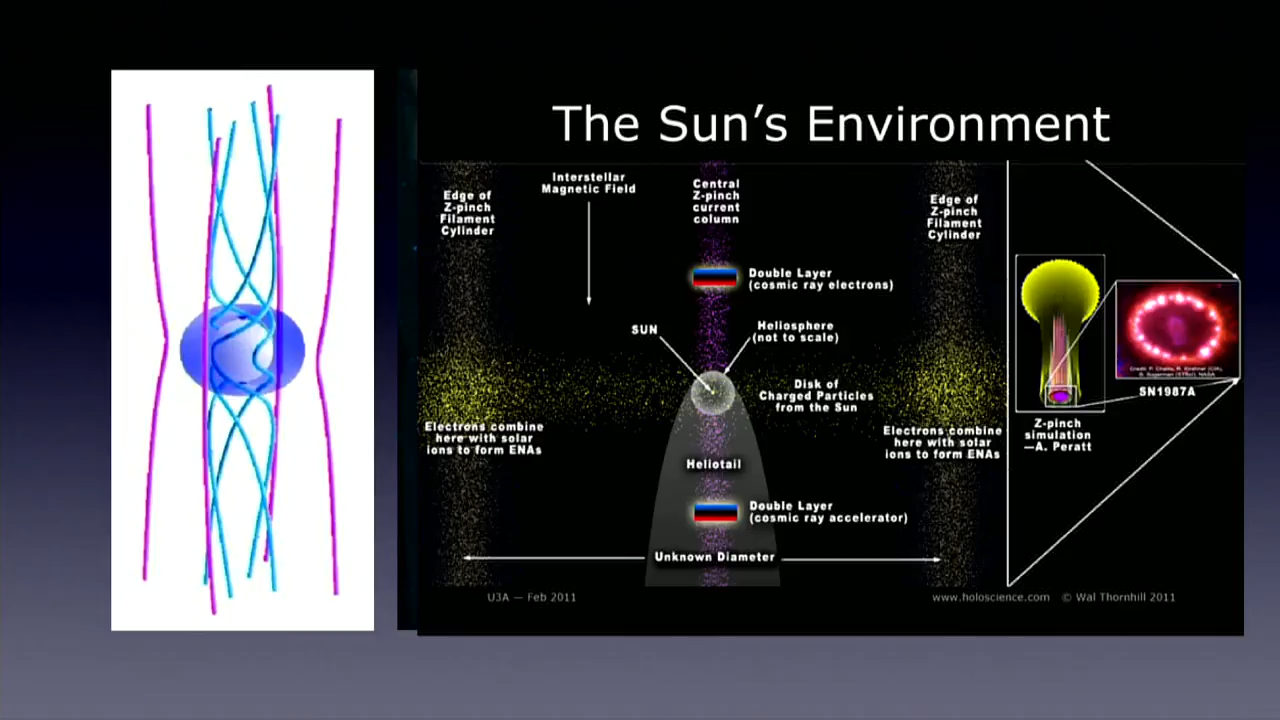 The Sun's Environment
Interstellar
Magnetic Field
Central
Z-pinch
current
column
Edge of
Z-pinch
Filament
Cylinder
Edge of
Z-pinch
Filament
Cylinder
Double Layer
(cosmic ray electrons)
SUN
Heliosphere
(not to scale)
Disk of
Charged Particles
from the Sun
Electrons combine
here with solar
ions to form ENAs
Electrons combine
here with solar
ions to form ENAs
Heliotail
Double Layer
(cosmic ray accelerator)
Unknown Diameter
SN1987A
Z-pinch
simulation
—A. Peratt
U3A — Feb 2011
www.holoscience.com © Wal Thornhill 2011